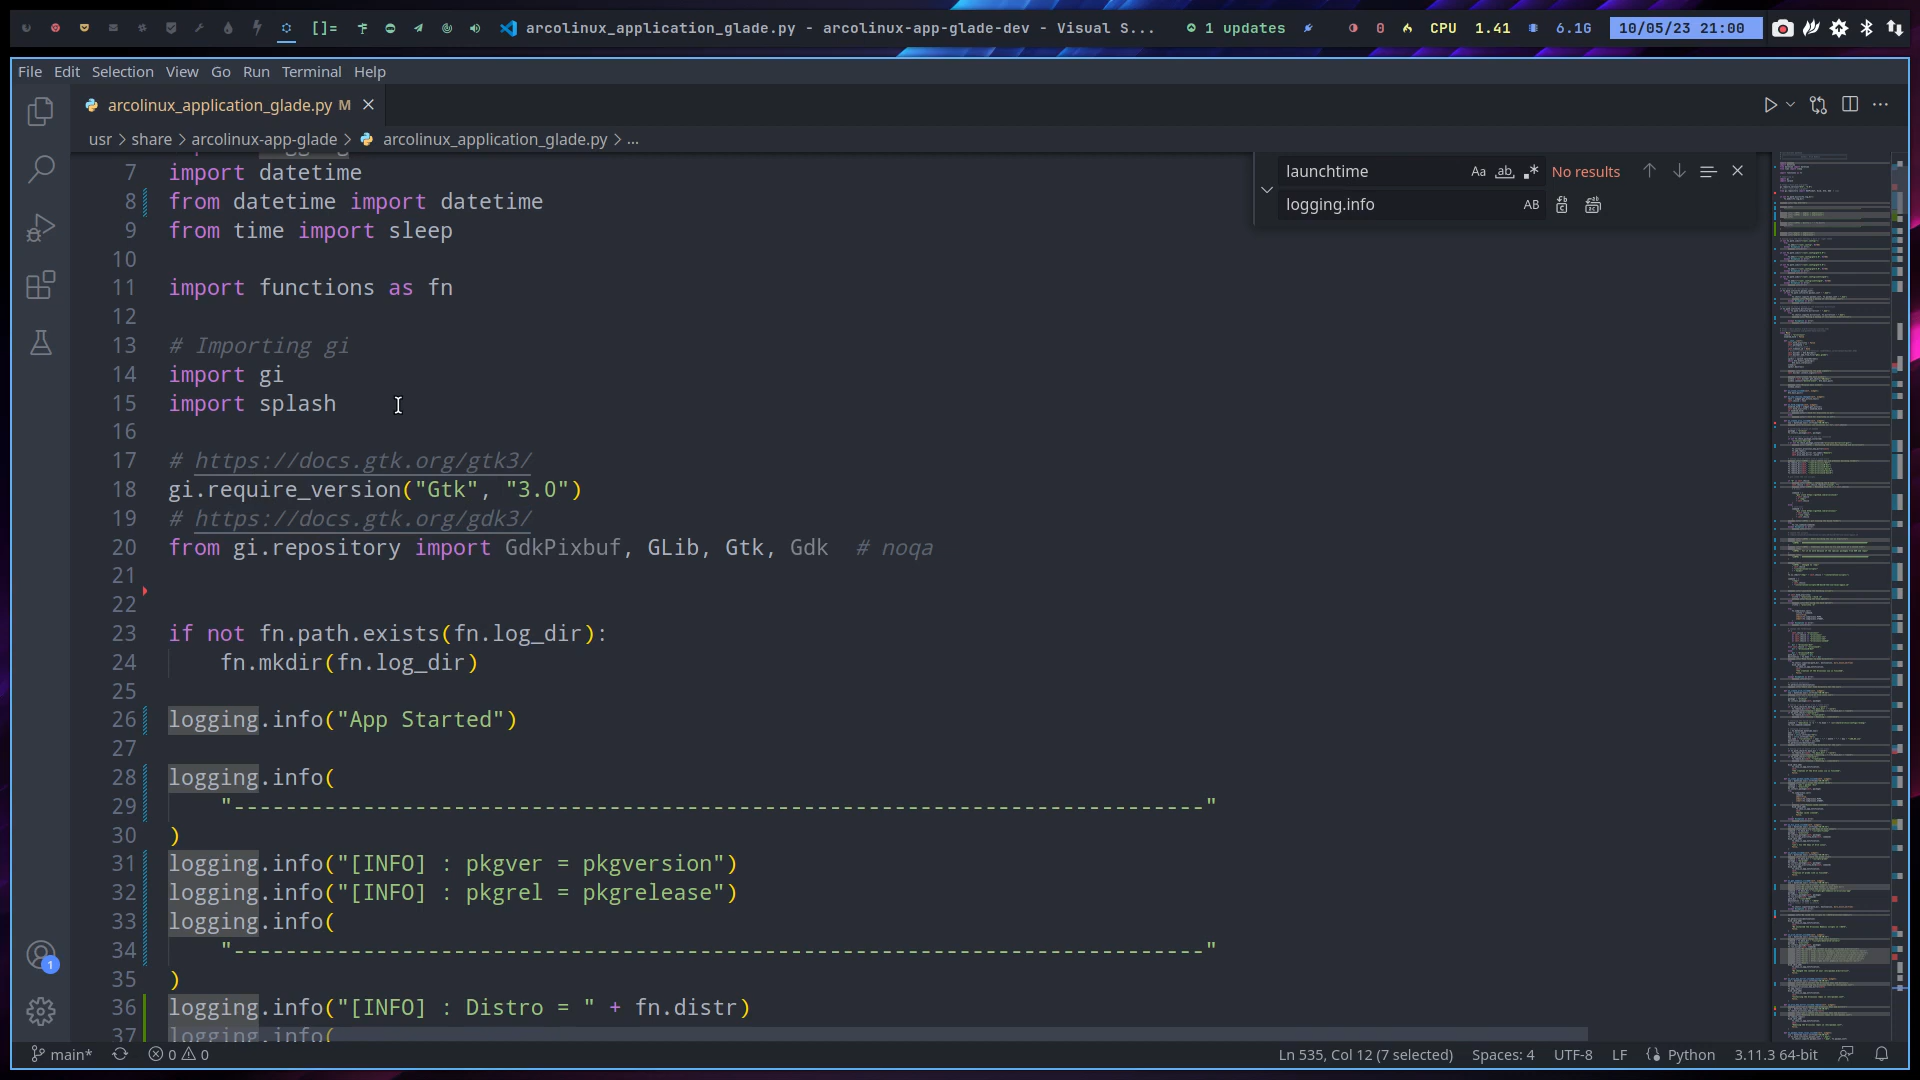 []=
arcolinux_application_glade.py - arcolinux-app-glade-dev - Visual S...
1 updates
0
CPU 1.41
6.1G
10/05/23 21:00
File Edit Selection View Go Run Terminal Help
arcolinux_application_glade.py M
usr > share > arcolinux-app-glade > arcolinux_application_glade.py > ...
launchtime
Aa ab .* No results
logging.info
AB
7 import datetime
8 from datetime import datetime
9 from time import sleep
10
11 import functions as fn
12
13 # Importing gi
14 import gi
15 import splash
16
17 # https://docs.gtk.org/gtk3/
18 gi.require_version("Gtk", "3.0")
19 # https://docs.gtk.org/gdk3/
20 from gi.repository import GdkPixbuf, GLib, Gtk, Gdk  # noqa
21
22
23 if not fn.path.exists(fn.log_dir):
24     fn.mkdir(fn.log_dir)
25
26 logging.info("App Started")
27
28 logging.info(
29     "---------------------------------------------------------------------------"
30 )
31 logging.info("[INFO] : pkgver = pkgversion")
32 logging.info("[INFO] : pkgrel = pkgrelease")
33 logging.info(
34     "---------------------------------------------------------------------------"
35 )
36 logging.info("[INFO] : Distro = " + fn.distr)
37 logging.info(
1
main* 0 0 Ln 535, Col 12 (7 selected) Spaces: 4 UTF-8 LF Python 3.11.3 64-bit